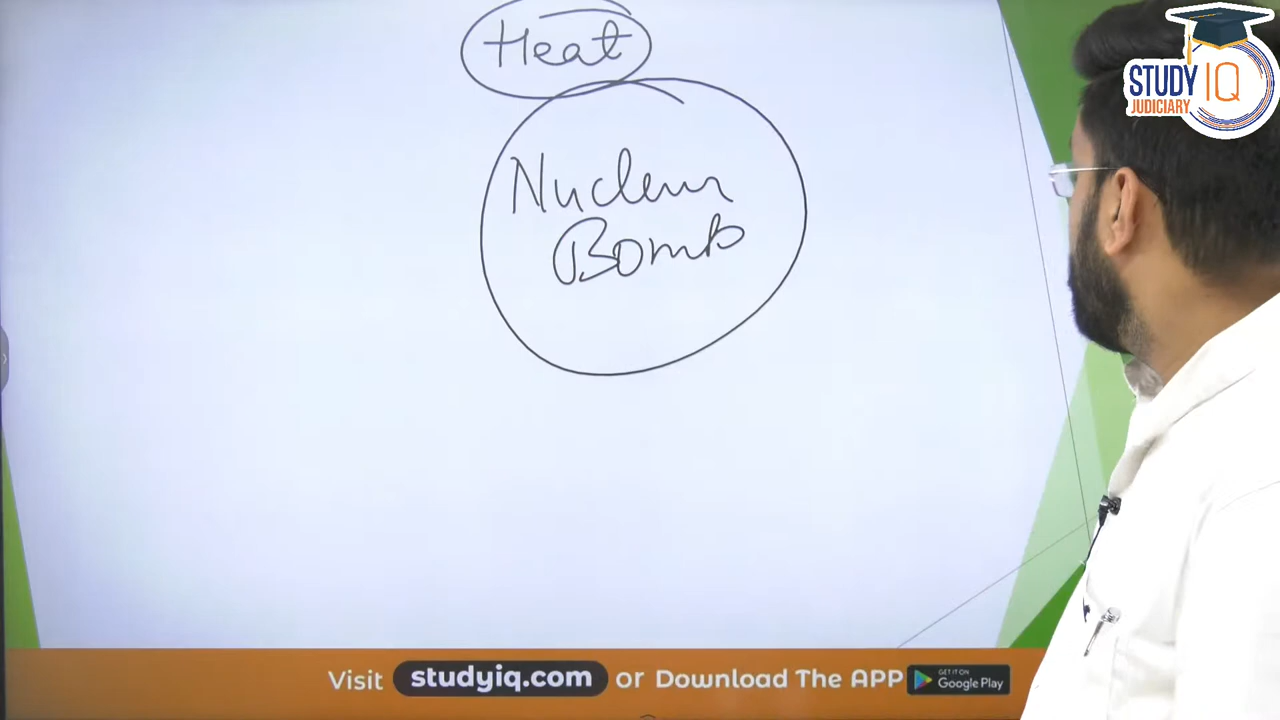 Heat
STUDY IQ
JUDICIARY
Nuclear
Bomb
Visit studyiq.com or Download The APP
GET IT ON
Google Play